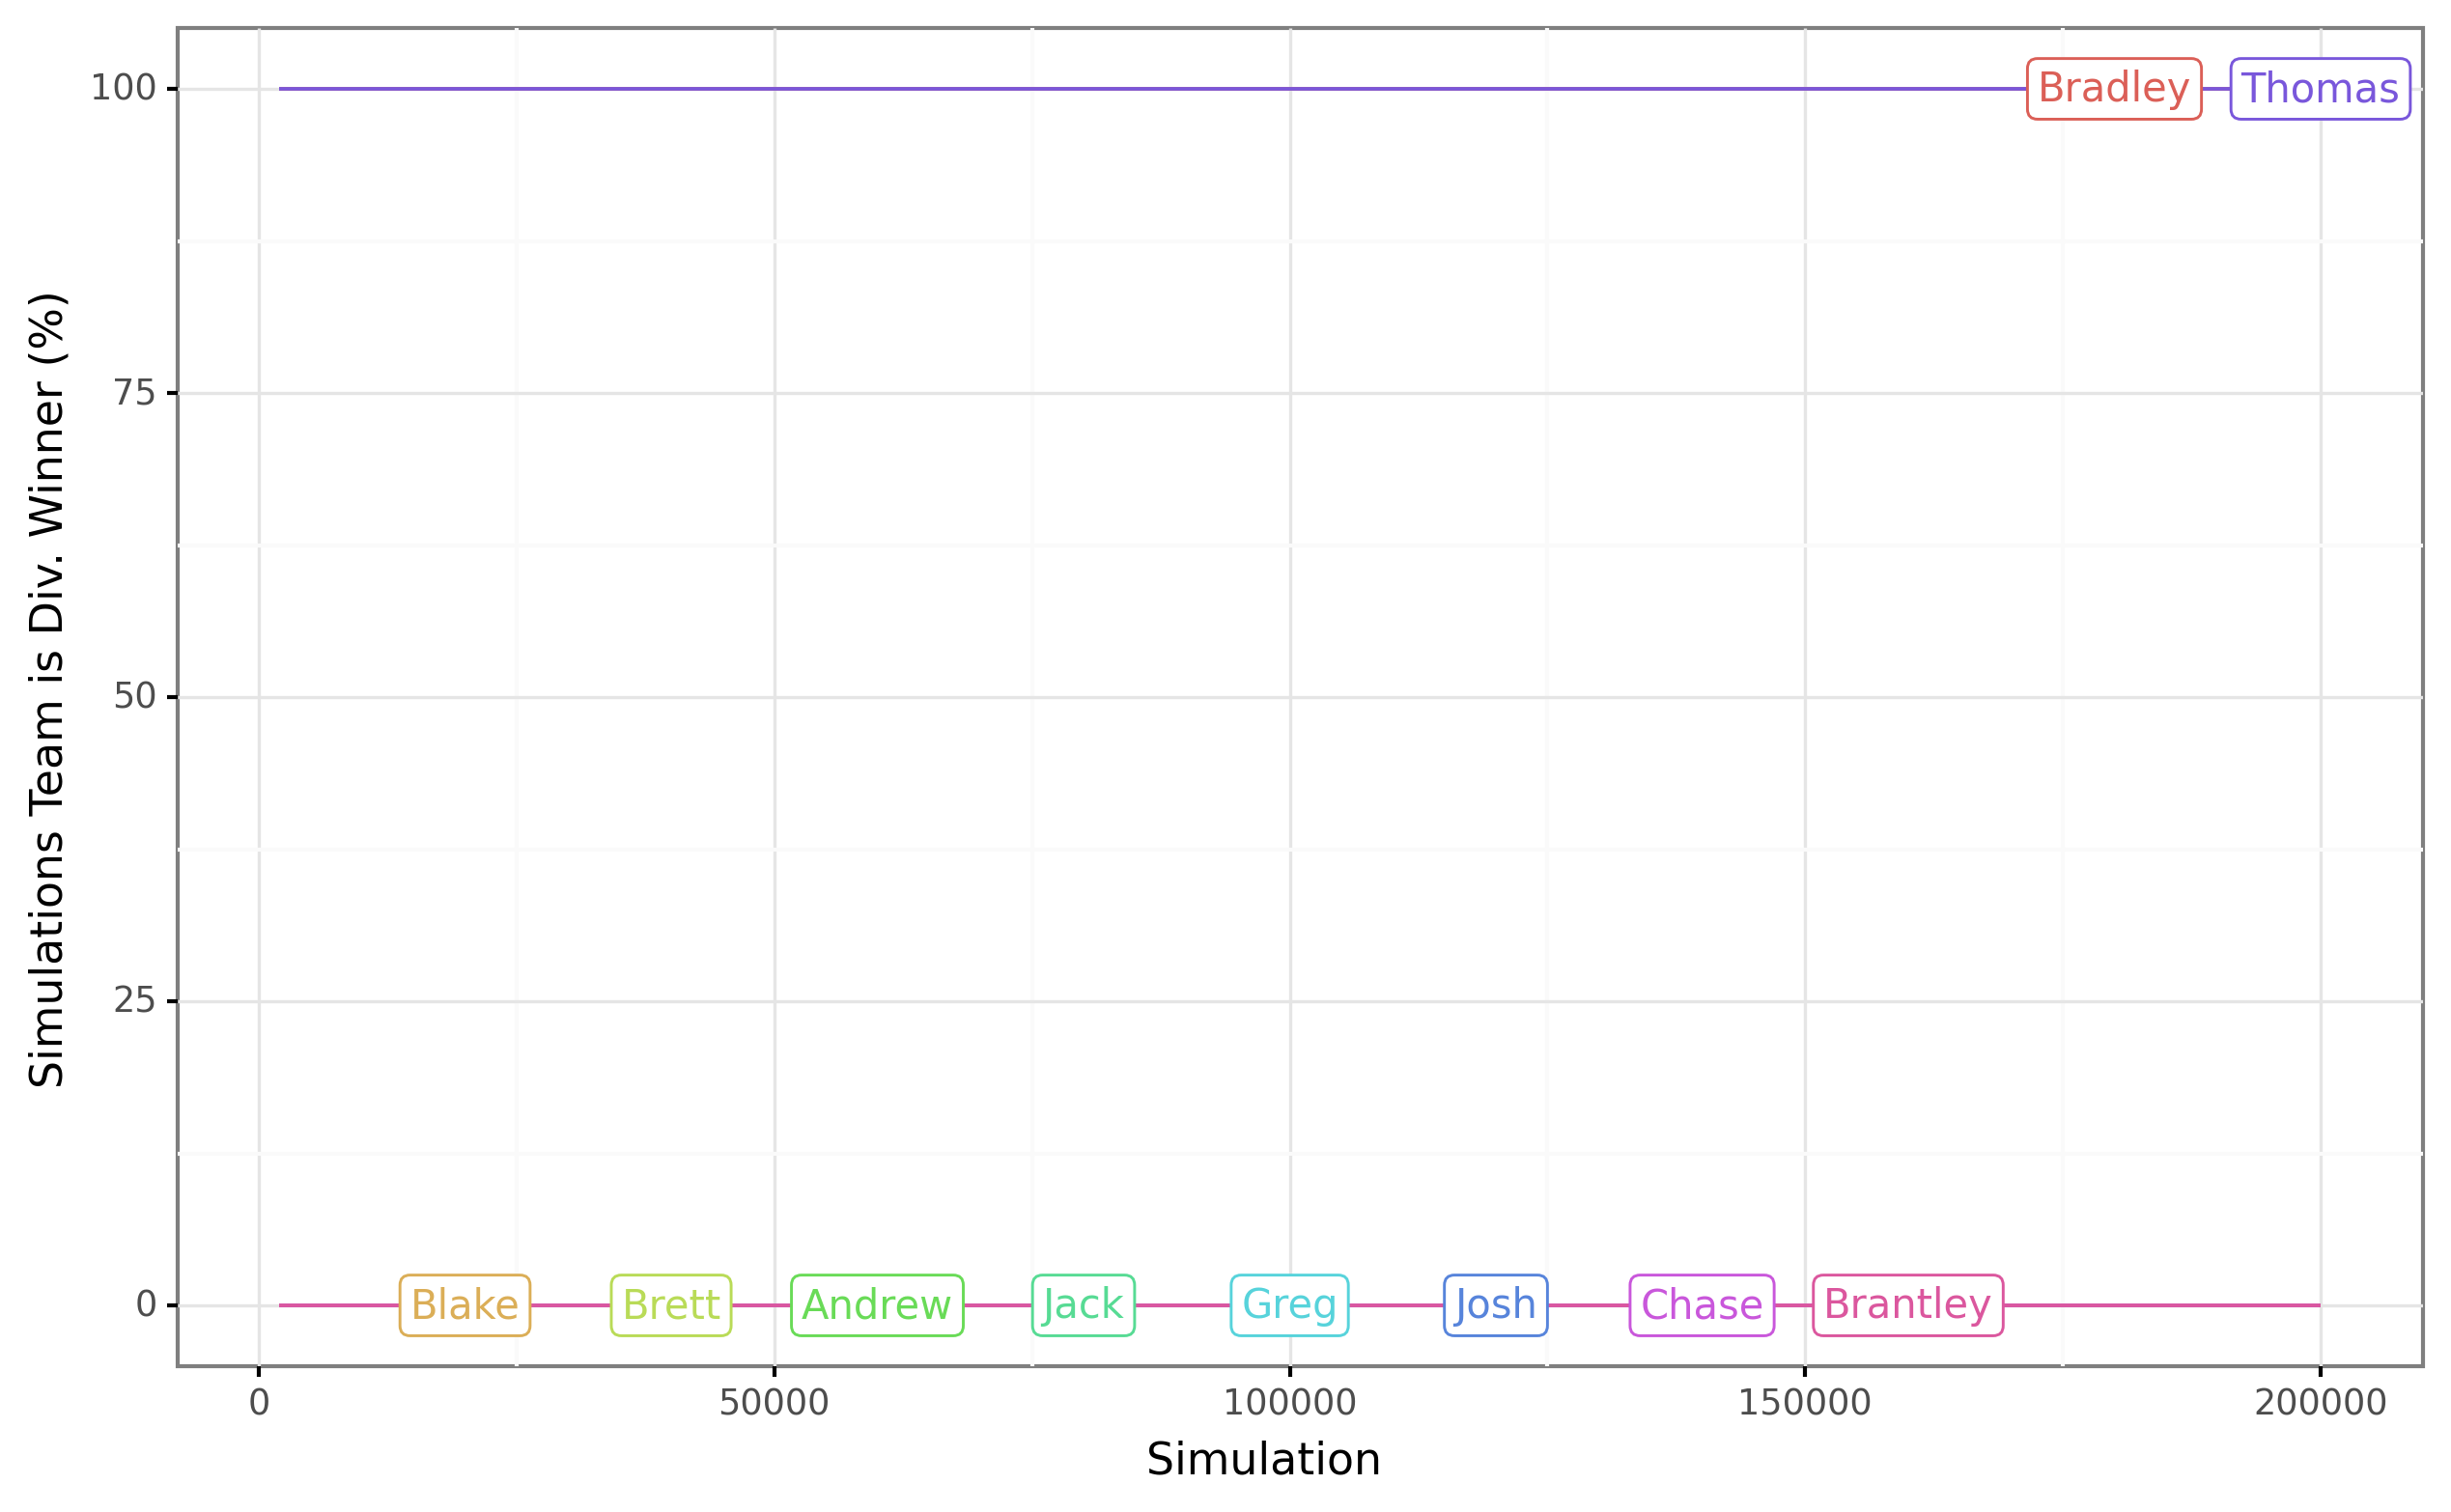 Simulations Team is Div. Winner (%)
100
75
50
25
0
Bradley
Thomas
Blake
Brett
Andrew
Jack
Greg
Josh
Chase
Brantley
0
50000
100000
150000
200000
Simulation